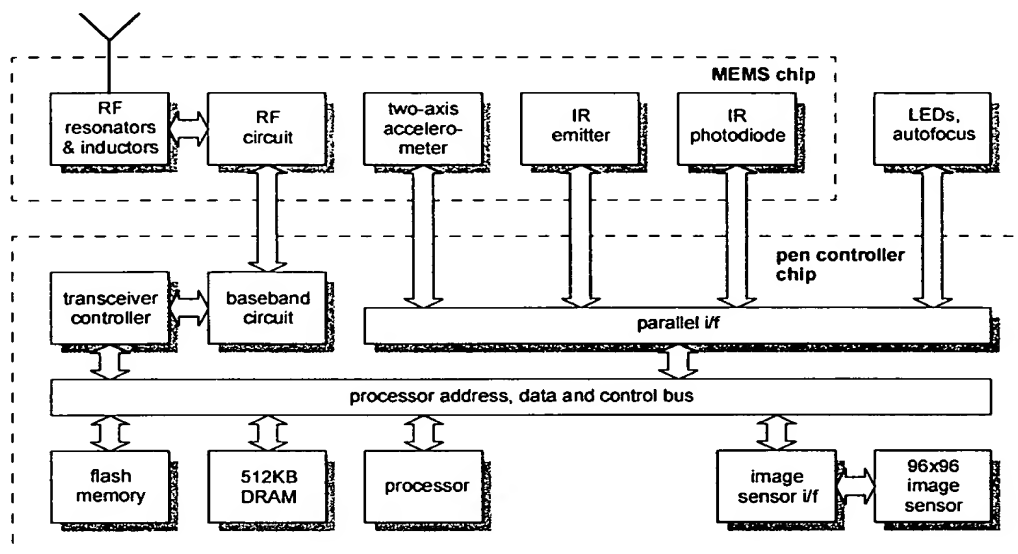 MEMS chip
RF
resonators
& inductors
RF
circuit
two-axis
accelero-
meter
IR
emitter
IR
photodiode
LEDs,
autofocus
pen controller
chip
transceiver
controller
baseband
circuit
parallel i/f
processor address, data and control bus
flash
memory
512KB
DRAM
processor
image
sensor i/f
96x96
image
sensor